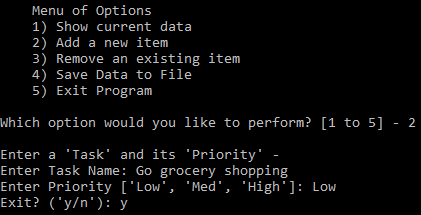 Menu of Options
1) Show current data
2) Add a new item
3) Remove an existing item
4) Save Data to File
5) Exit Program
Which option would you like to perform? [1 to 5] - 2
Enter a 'Task' and its 'Priority' -
Enter Task Name: Go grocery shopping
Enter Priority ['Low', 'Med', 'High']: Low
Exit? ('y/n'): y